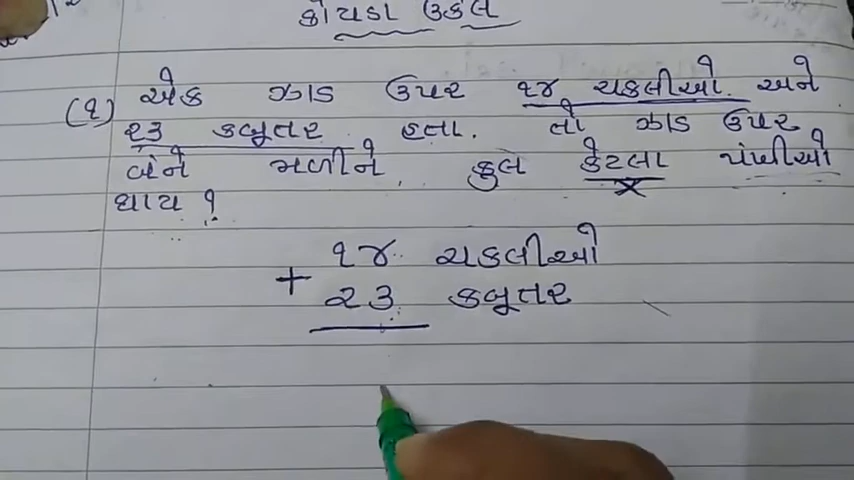 કોયડા ઉકેલ
(૧) એક ઝાડ ઉપર ૧૪ ચકલીઓ. અને
૨૩ કબૂતર હતા. તો ઝાડ ઉપર
બંને મળીને કુલ કેટલા પંખીઓ
થાય ?
૧૪ ચકલીઓ
+ ૨૩ કબૂતર